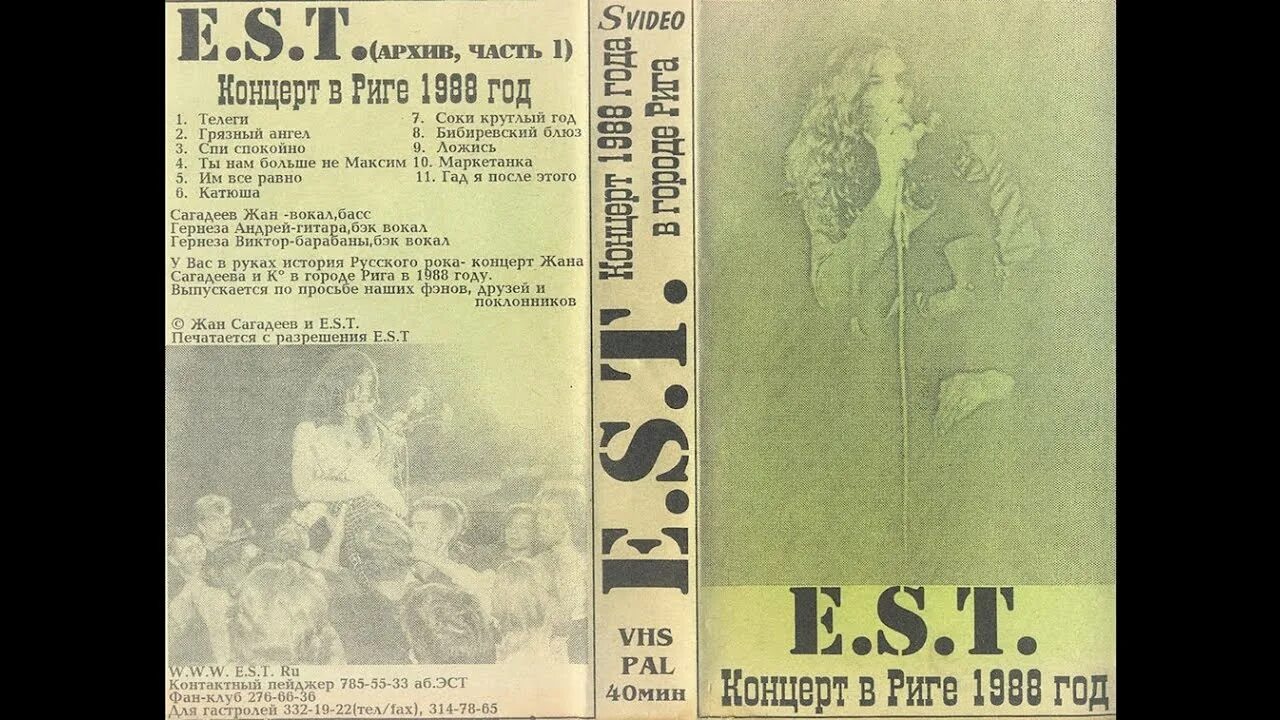 E.S.T. (АРХИВ, ЧАСТЬ 1)
Концерт в Риге 1988 год
1. Телеги
2. Грязный ангел
3. Спи спокойно
4. Ты нам больше не Максим
5. Им все равно
6. Катюша
7. Соки круглый год
8. Бибиревский блюз
9. Ложись
10. Маркетанка
11. Гад я после этого
Сагадеев Жан -вокал,басс
Гернеза Андрей-гитара,бэк вокал
Гернеза Виктор-барабаны,бэк вокал
У Вас в руках история Русского рока- концерт Жана
Сагадеева и К° в городе Рига в 1988 году.
Выпускается по просьбе наших фэнов, друзей и
поклонников
© Жан Сагадеев и E.S.T.
Печатается с разрешения E.S.T
W.W.W. E.S.T. Ru
Контактный пейджер 785-55-33 аб.ЭСТ
Фан-клуб 276-66-36
Для гастролей 332-19-22(тел/fax), 314-78-65
S VIDEO
Концерт 1988 года
в городе Рига
E.S.T.
VHS
PAL
40мин
E.S.T.
Концерт в Риге 1988 год